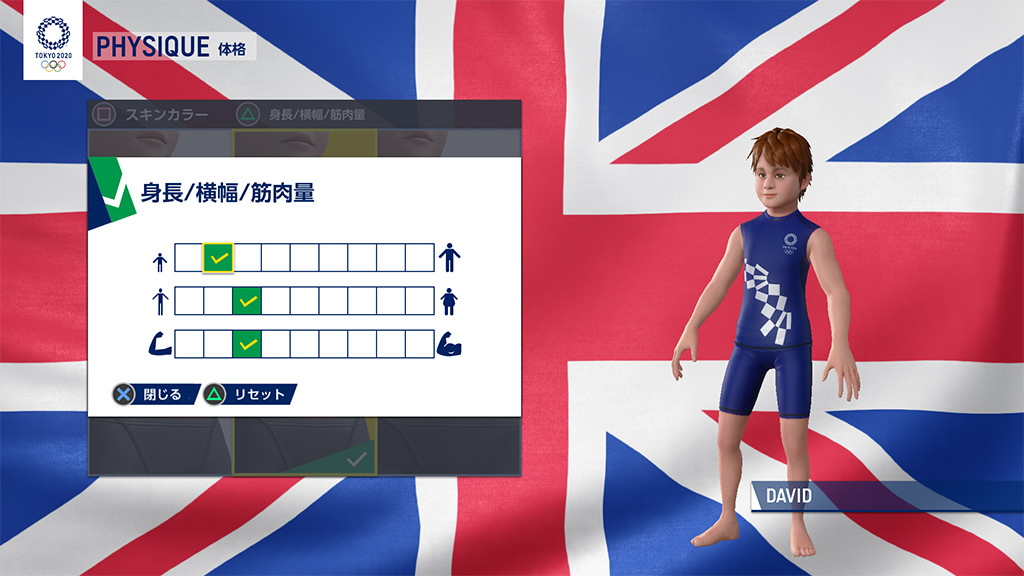 TOKYO 2020
PHYSIQUE 体格
スキンカラー 身長/横幅/筋肉量
身長/横幅/筋肉量
閉じる リセット
DAVID